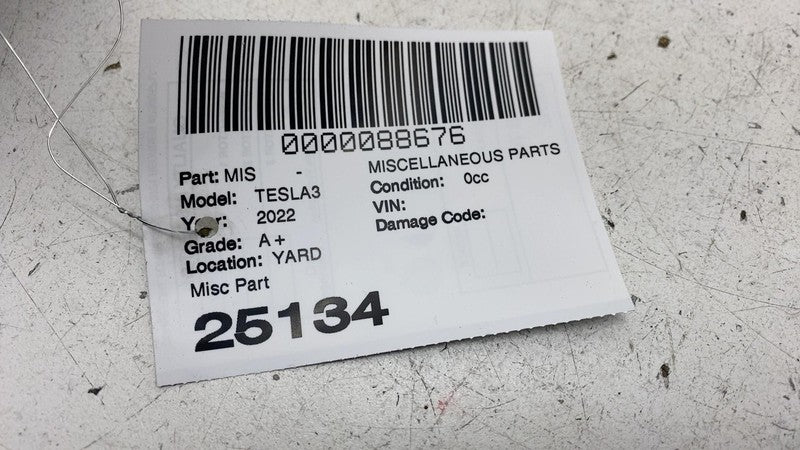 0000088676
Part: MIS - MISCELLANEOUS PARTS
Model: TESLA3 Condition: 0cc
Year: 2022 VIN:
Grade: A+ Damage Code:
Location: YARD
Misc Part
25134